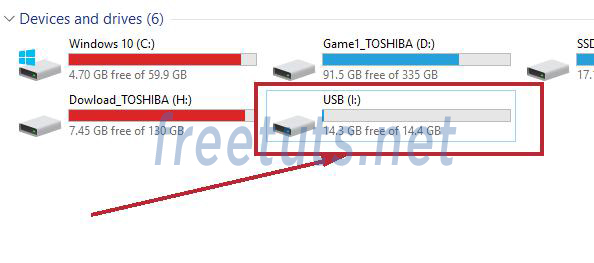 Devices and drives (6)
Windows 10 (C:)
4.70 GB free of 59.9 GB
Game1_TOSHIBA (D:)
91.5 GB free of 335 GB
SSD
17.1
Dowload_TOSHIBA (H:)
7.45 GB free of 130 GB
USB (I:)
14.3 GB free of 14.4 GB
freetuts.net